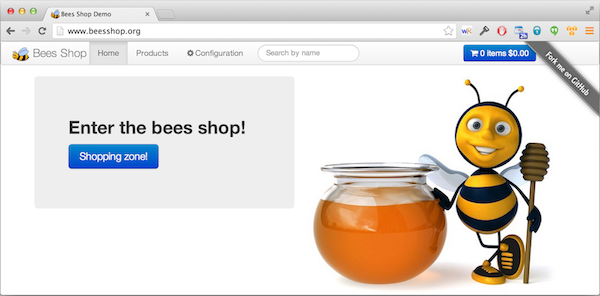 Bees Shop Demo
www.beesshop.org
Bees Shop
Home
Products
Configuration
Search by name
0 items $0.00
Fork me on GitHub
Enter the bees shop!
Shopping zone!